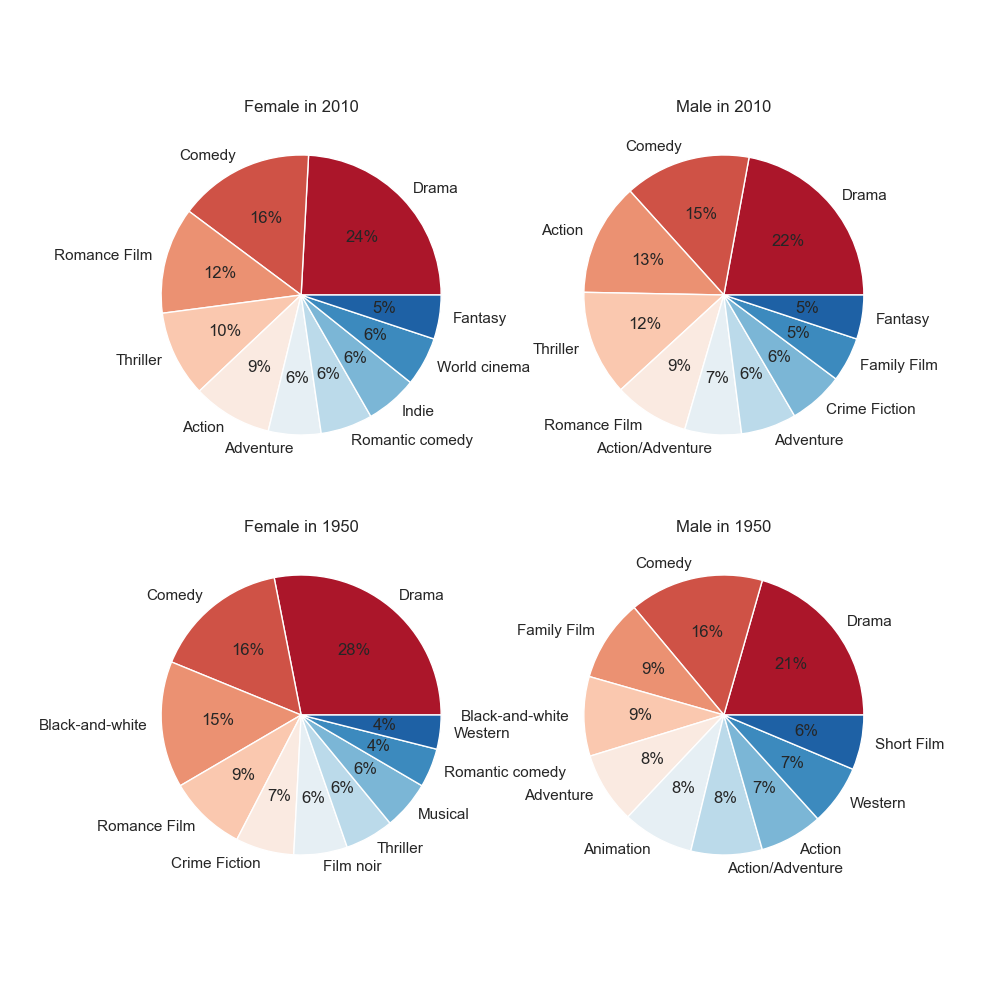 Female in 2010
Drama
24%
Comedy
16%
Romance Film
12%
Thriller
10%
Action
9%
Adventure
6%
Romantic comedy
6%
Indie
6%
World cinema
6%
Fantasy
5%
Male in 2010
Drama
22%
Comedy
15%
Action
13%
Thriller
12%
Romance Film
9%
Action/Adventure
7%
Adventure
6%
Crime Fiction
6%
Family Film
5%
Fantasy
5%
Female in 1950
Drama
28%
Comedy
16%
Black-and-white
15%
Romance Film
9%
Crime Fiction
7%
Film noir
6%
Thriller
6%
Musical
6%
Romantic comedy
4%
Western
4%
Male in 1950
Drama
21%
Comedy
16%
Family Film
9%
Black-and-white
9%
Adventure
8%
Animation
8%
Action/Adventure
8%
Action
7%
Western
7%
Short Film
6%